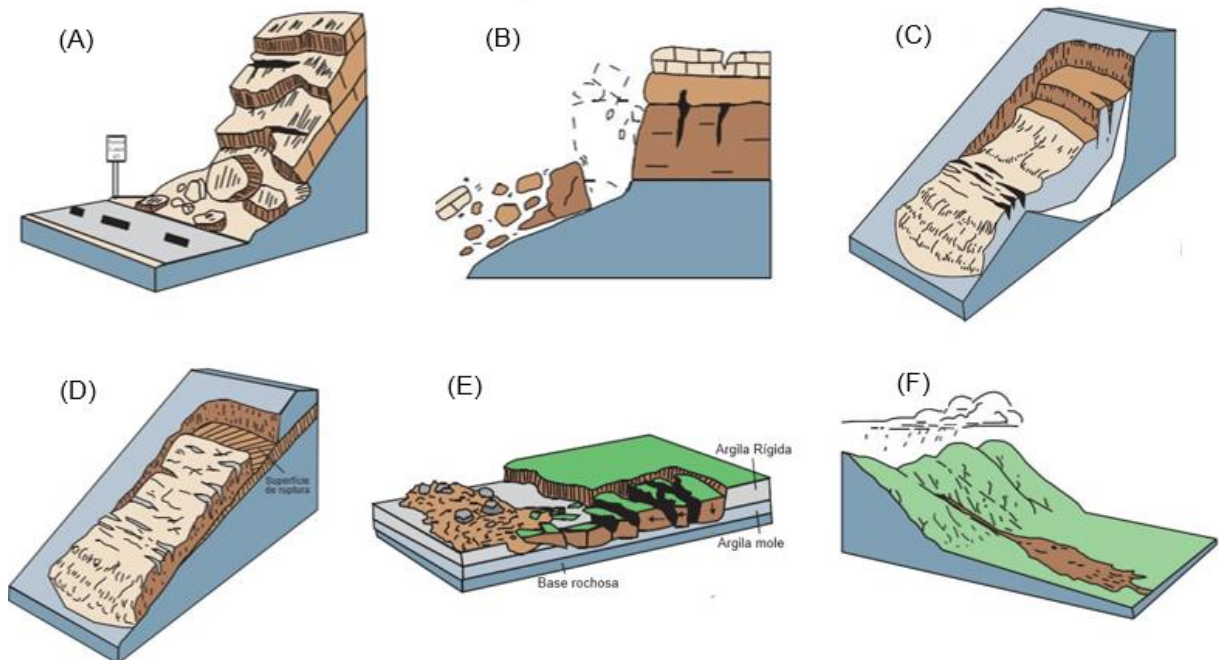 (A)
(B)
(C)
(D)
Superfície
de ruptura
(E)
Argila Rígida
Argila mole
Base rochosa
(F)